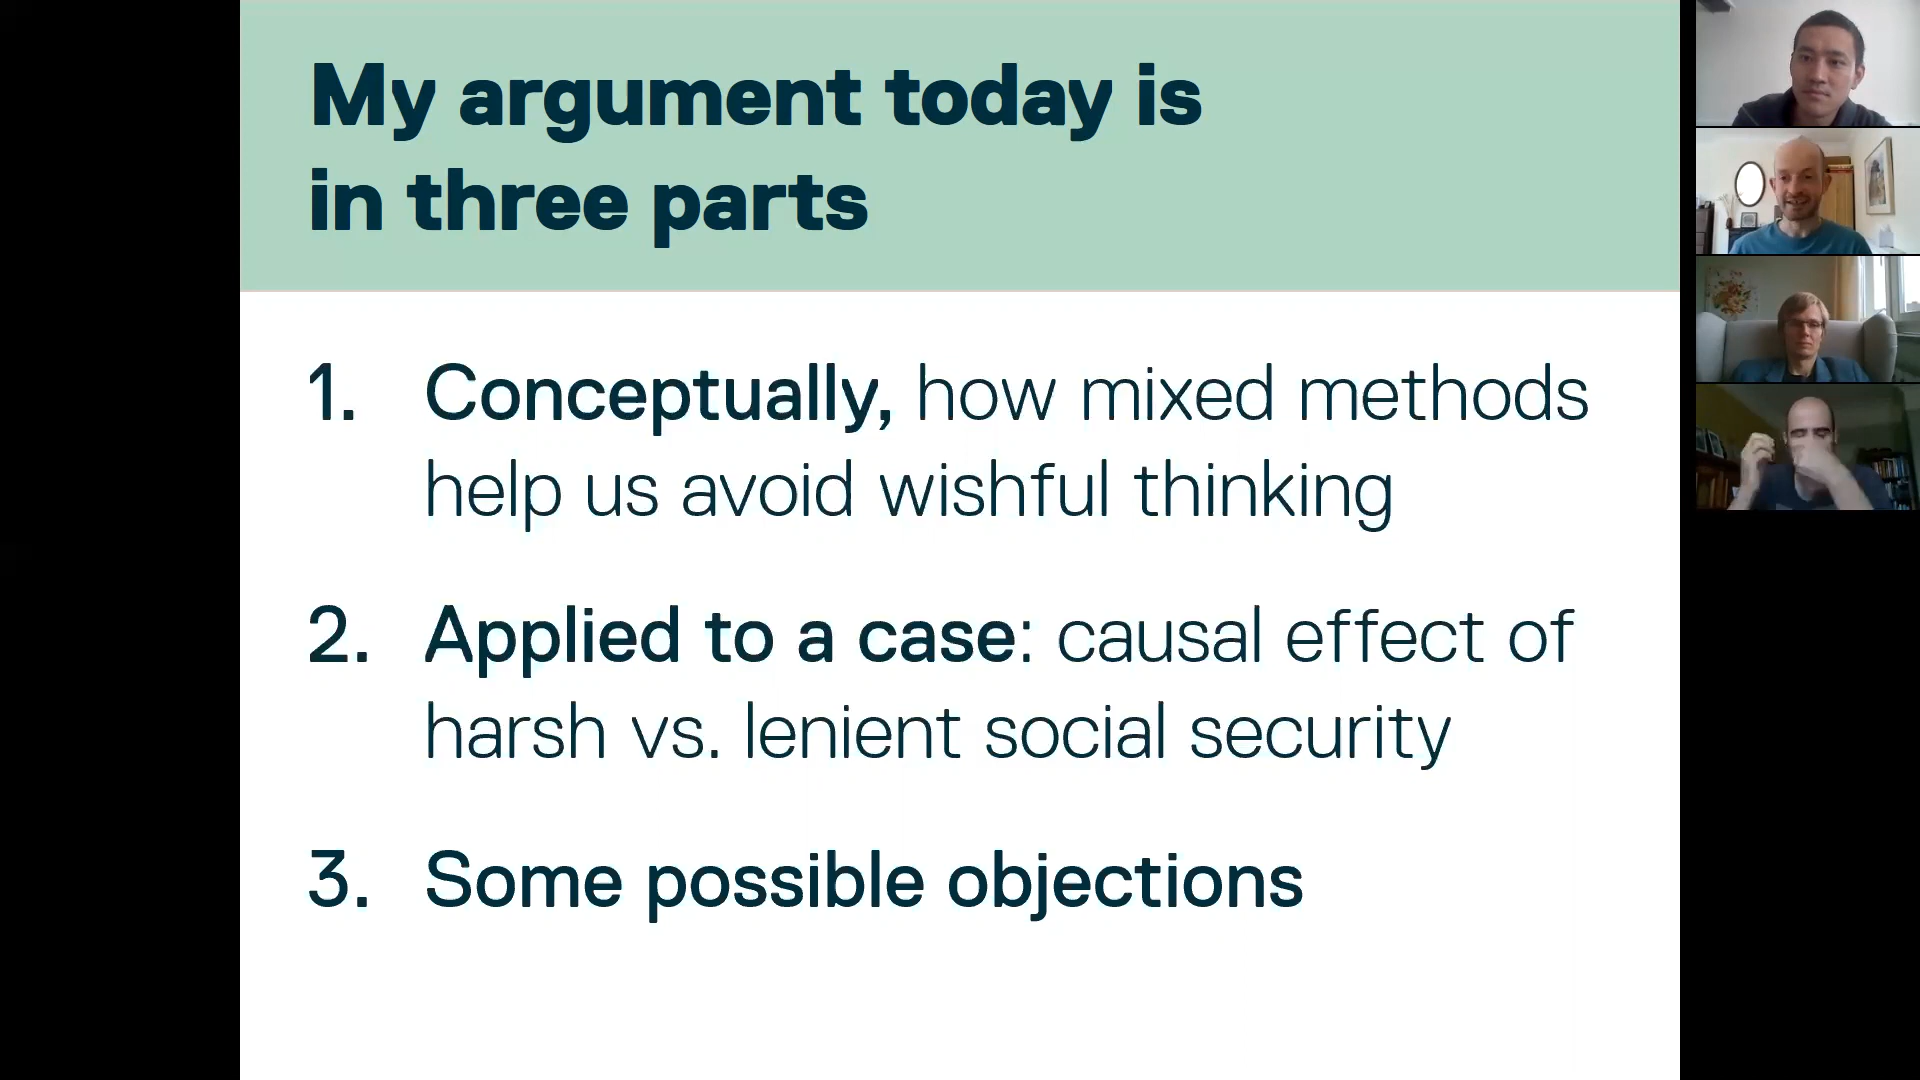 My argument today is
in three parts
1. Conceptually, how mixed methods
help us avoid wishful thinking
2. Applied to a case: causal effect of
harsh vs. lenient social security
3. Some possible objections